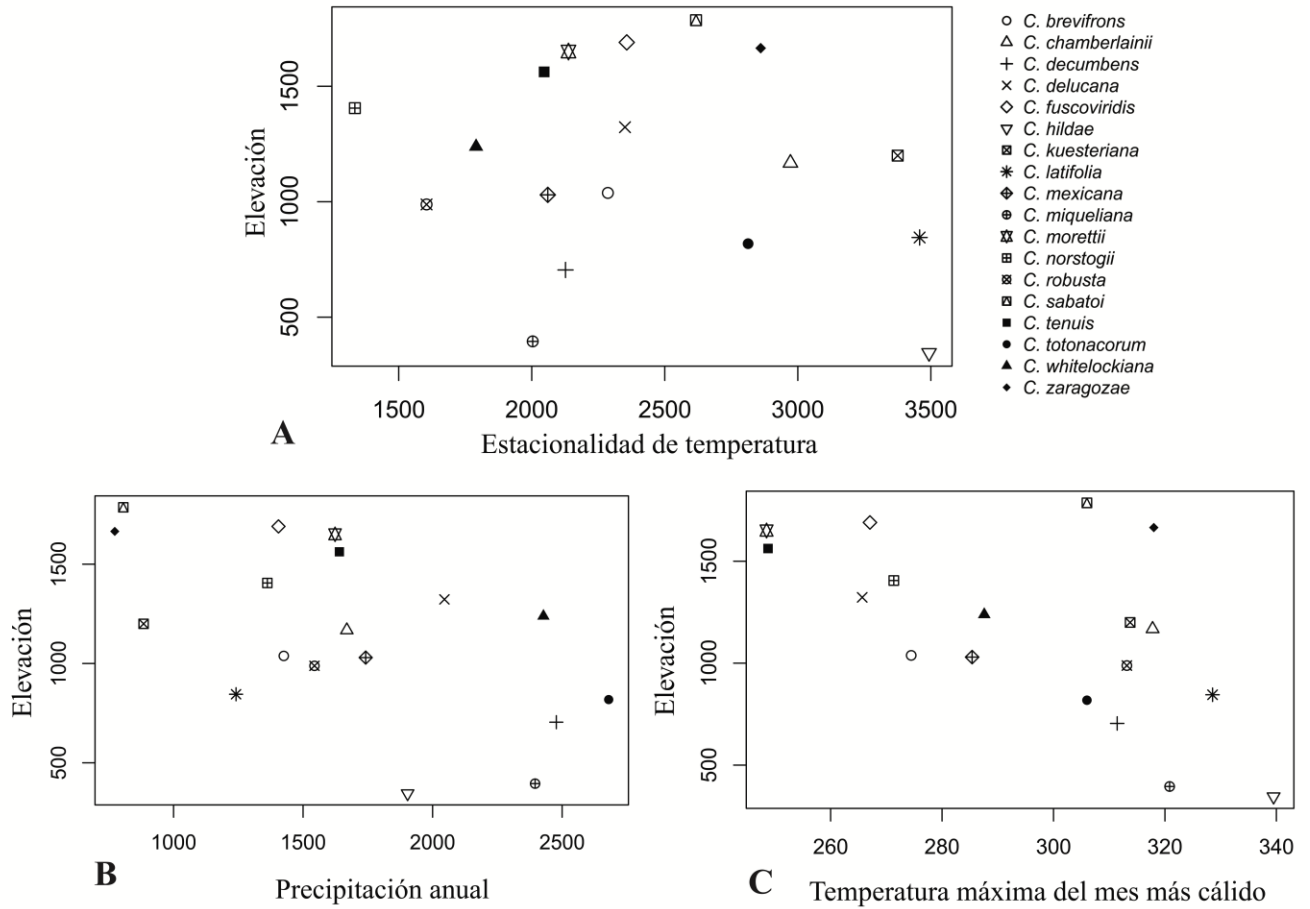 Elevación
1500
1000
500
1500
2000
2500
3000
3500
A
Estacionalidad de temperatura
C. brevifrons
C. chamberlainii
C. decumbens
C. delucana
C. fuscoviridis
C. hildae
C. kuesteriana
C. latifolia
C. mexicana
C. miqueliana
C. morettii
C. norstogii
C. robusta
C. sabatoi
C. tenuis
C. totonacorum
C. whitelockiana
C. zaragozae
Elevación
1500
1000
500
1000
1500
2000
2500
B
Precipitación anual
Elevación
1500
1000
500
260
280
300
320
340
C
Temperatura máxima del mes más cálido